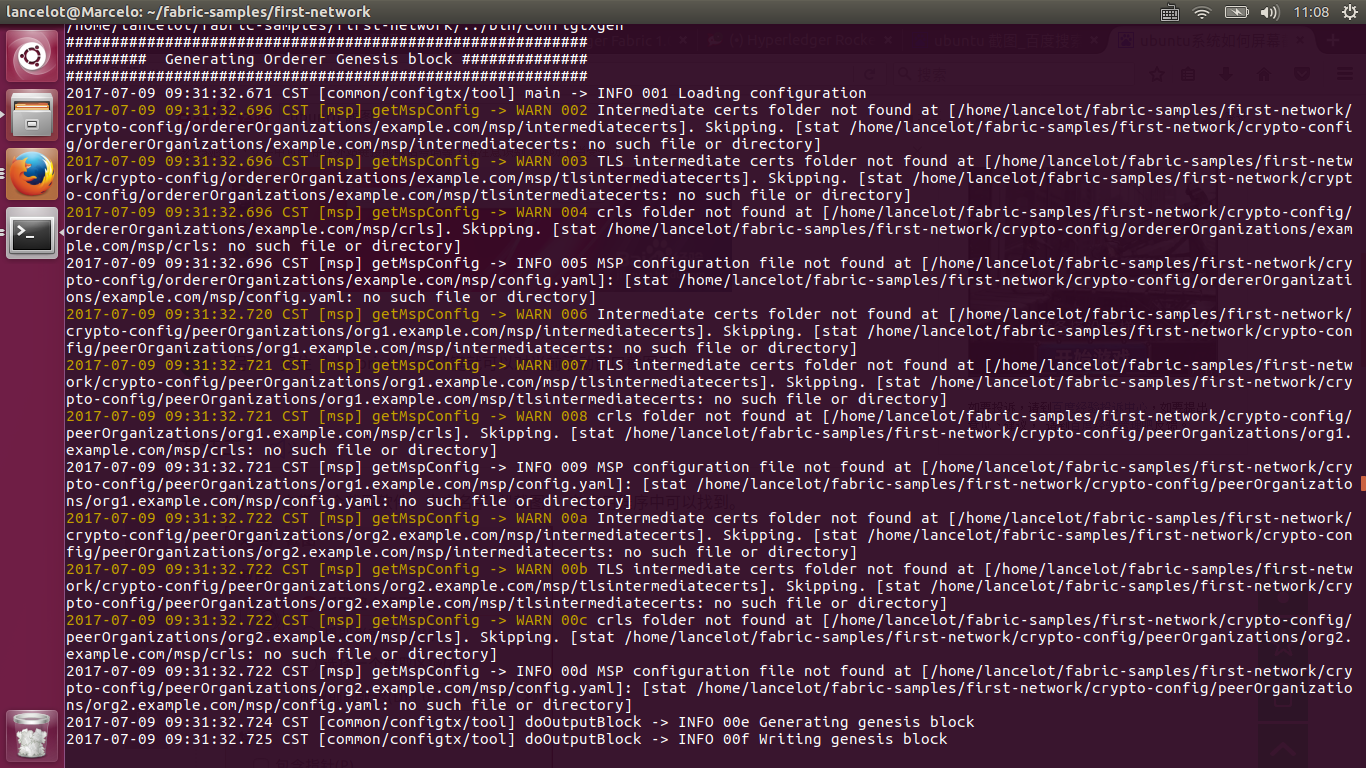 lancelot@Marcelo: ~/fabric-samples/first-network
11:08
/home/lancelot/fabric-samples/first-network/../bin/configtxgen
##########################################################
#########  Generating Orderer Genesis block ##############
##########################################################
2017-07-09 09:31:32.671 CST [common/configtx/tool] main -> INFO 001 Loading configuration
2017-07-09 09:31:32.696 CST [msp] getMspConfig -> WARN 002 Intermediate certs folder not found at [/home/lancelot/fabric-samples/first-network/
crypto-config/ordererOrganizations/example.com/msp/intermediatecerts]. Skipping. [stat /home/lancelot/fabric-samples/first-network/crypto-confi
g/ordererOrganizations/example.com/msp/intermediatecerts: no such file or directory]
2017-07-09 09:31:32.696 CST [msp] getMspConfig -> WARN 003 TLS intermediate certs folder not found at [/home/lancelot/fabric-samples/first-netw
ork/crypto-config/ordererOrganizations/example.com/msp/tlsintermediatecerts]. Skipping. [stat /home/lancelot/fabric-samples/first-network/crypt
o-config/ordererOrganizations/example.com/msp/tlsintermediatecerts: no such file or directory]
2017-07-09 09:31:32.696 CST [msp] getMspConfig -> WARN 004 crls folder not found at [/home/lancelot/fabric-samples/first-network/crypto-config/
ordererOrganizations/example.com/msp/crls]. Skipping. [stat /home/lancelot/fabric-samples/first-network/crypto-config/ordererOrganizations/exam
ple.com/msp/crls: no such file or directory]
2017-07-09 09:31:32.696 CST [msp] getMspConfig -> INFO 005 MSP configuration file not found at [/home/lancelot/fabric-samples/first-network/cry
pto-config/ordererOrganizations/example.com/msp/config.yaml]: [stat /home/lancelot/fabric-samples/first-network/crypto-config/ordererOrganizati
ons/example.com/msp/config.yaml: no such file or directory]
2017-07-09 09:31:32.720 CST [msp] getMspConfig -> WARN 006 Intermediate certs folder not found at [/home/lancelot/fabric-samples/first-network/
crypto-config/peerOrganizations/org1.example.com/msp/intermediatecerts]. Skipping. [stat /home/lancelot/fabric-samples/first-network/crypto-con
fig/peerOrganizations/org1.example.com/msp/intermediatecerts: no such file or directory]
2017-07-09 09:31:32.721 CST [msp] getMspConfig -> WARN 007 TLS intermediate certs folder not found at [/home/lancelot/fabric-samples/first-netw
ork/crypto-config/peerOrganizations/org1.example.com/msp/tlsintermediatecerts]. Skipping. [stat /home/lancelot/fabric-samples/first-network/cry
pto-config/peerOrganizations/org1.example.com/msp/tlsintermediatecerts: no such file or directory]
2017-07-09 09:31:32.721 CST [msp] getMspConfig -> WARN 008 crls folder not found at [/home/lancelot/fabric-samples/first-network/crypto-config/
peerOrganizations/org1.example.com/msp/crls]. Skipping. [stat /home/lancelot/fabric-samples/first-network/crypto-config/peerOrganizations/org1.
example.com/msp/crls: no such file or directory]
2017-07-09 09:31:32.721 CST [msp] getMspConfig -> INFO 009 MSP configuration file not found at [/home/lancelot/fabric-samples/first-network/cry
pto-config/peerOrganizations/org1.example.com/msp/config.yaml]: [stat /home/lancelot/fabric-samples/first-network/crypto-config/peerOrganizatio
ns/org1.example.com/msp/config.yaml: no such file or directory]
2017-07-09 09:31:32.722 CST [msp] getMspConfig -> WARN 00a Intermediate certs folder not found at [/home/lancelot/fabric-samples/first-network/
crypto-config/peerOrganizations/org2.example.com/msp/intermediatecerts]. Skipping. [stat /home/lancelot/fabric-samples/first-network/crypto-con
fig/peerOrganizations/org2.example.com/msp/intermediatecerts: no such file or directory]
2017-07-09 09:31:32.722 CST [msp] getMspConfig -> WARN 00b TLS intermediate certs folder not found at [/home/lancelot/fabric-samples/first-netw
ork/crypto-config/peerOrganizations/org2.example.com/msp/tlsintermediatecerts]. Skipping. [stat /home/lancelot/fabric-samples/first-network/cry
pto-config/peerOrganizations/org2.example.com/msp/tlsintermediatecerts: no such file or directory]
2017-07-09 09:31:32.722 CST [msp] getMspConfig -> WARN 00c crls folder not found at [/home/lancelot/fabric-samples/first-network/crypto-config/
peerOrganizations/org2.example.com/msp/crls]. Skipping. [stat /home/lancelot/fabric-samples/first-network/crypto-config/peerOrganizations/org2.
example.com/msp/crls: no such file or directory]
2017-07-09 09:31:32.722 CST [msp] getMspConfig -> INFO 00d MSP configuration file not found at [/home/lancelot/fabric-samples/first-network/cry
pto-config/peerOrganizations/org2.example.com/msp/config.yaml]: [stat /home/lancelot/fabric-samples/first-network/crypto-config/peerOrganizatio
ns/org2.example.com/msp/config.yaml: no such file or directory]
2017-07-09 09:31:32.724 CST [common/configtx/tool] doOutputBlock -> INFO 00e Generating genesis block
2017-07-09 09:31:32.725 CST [common/configtx/tool] doOutputBlock -> INFO 00f Writing genesis block